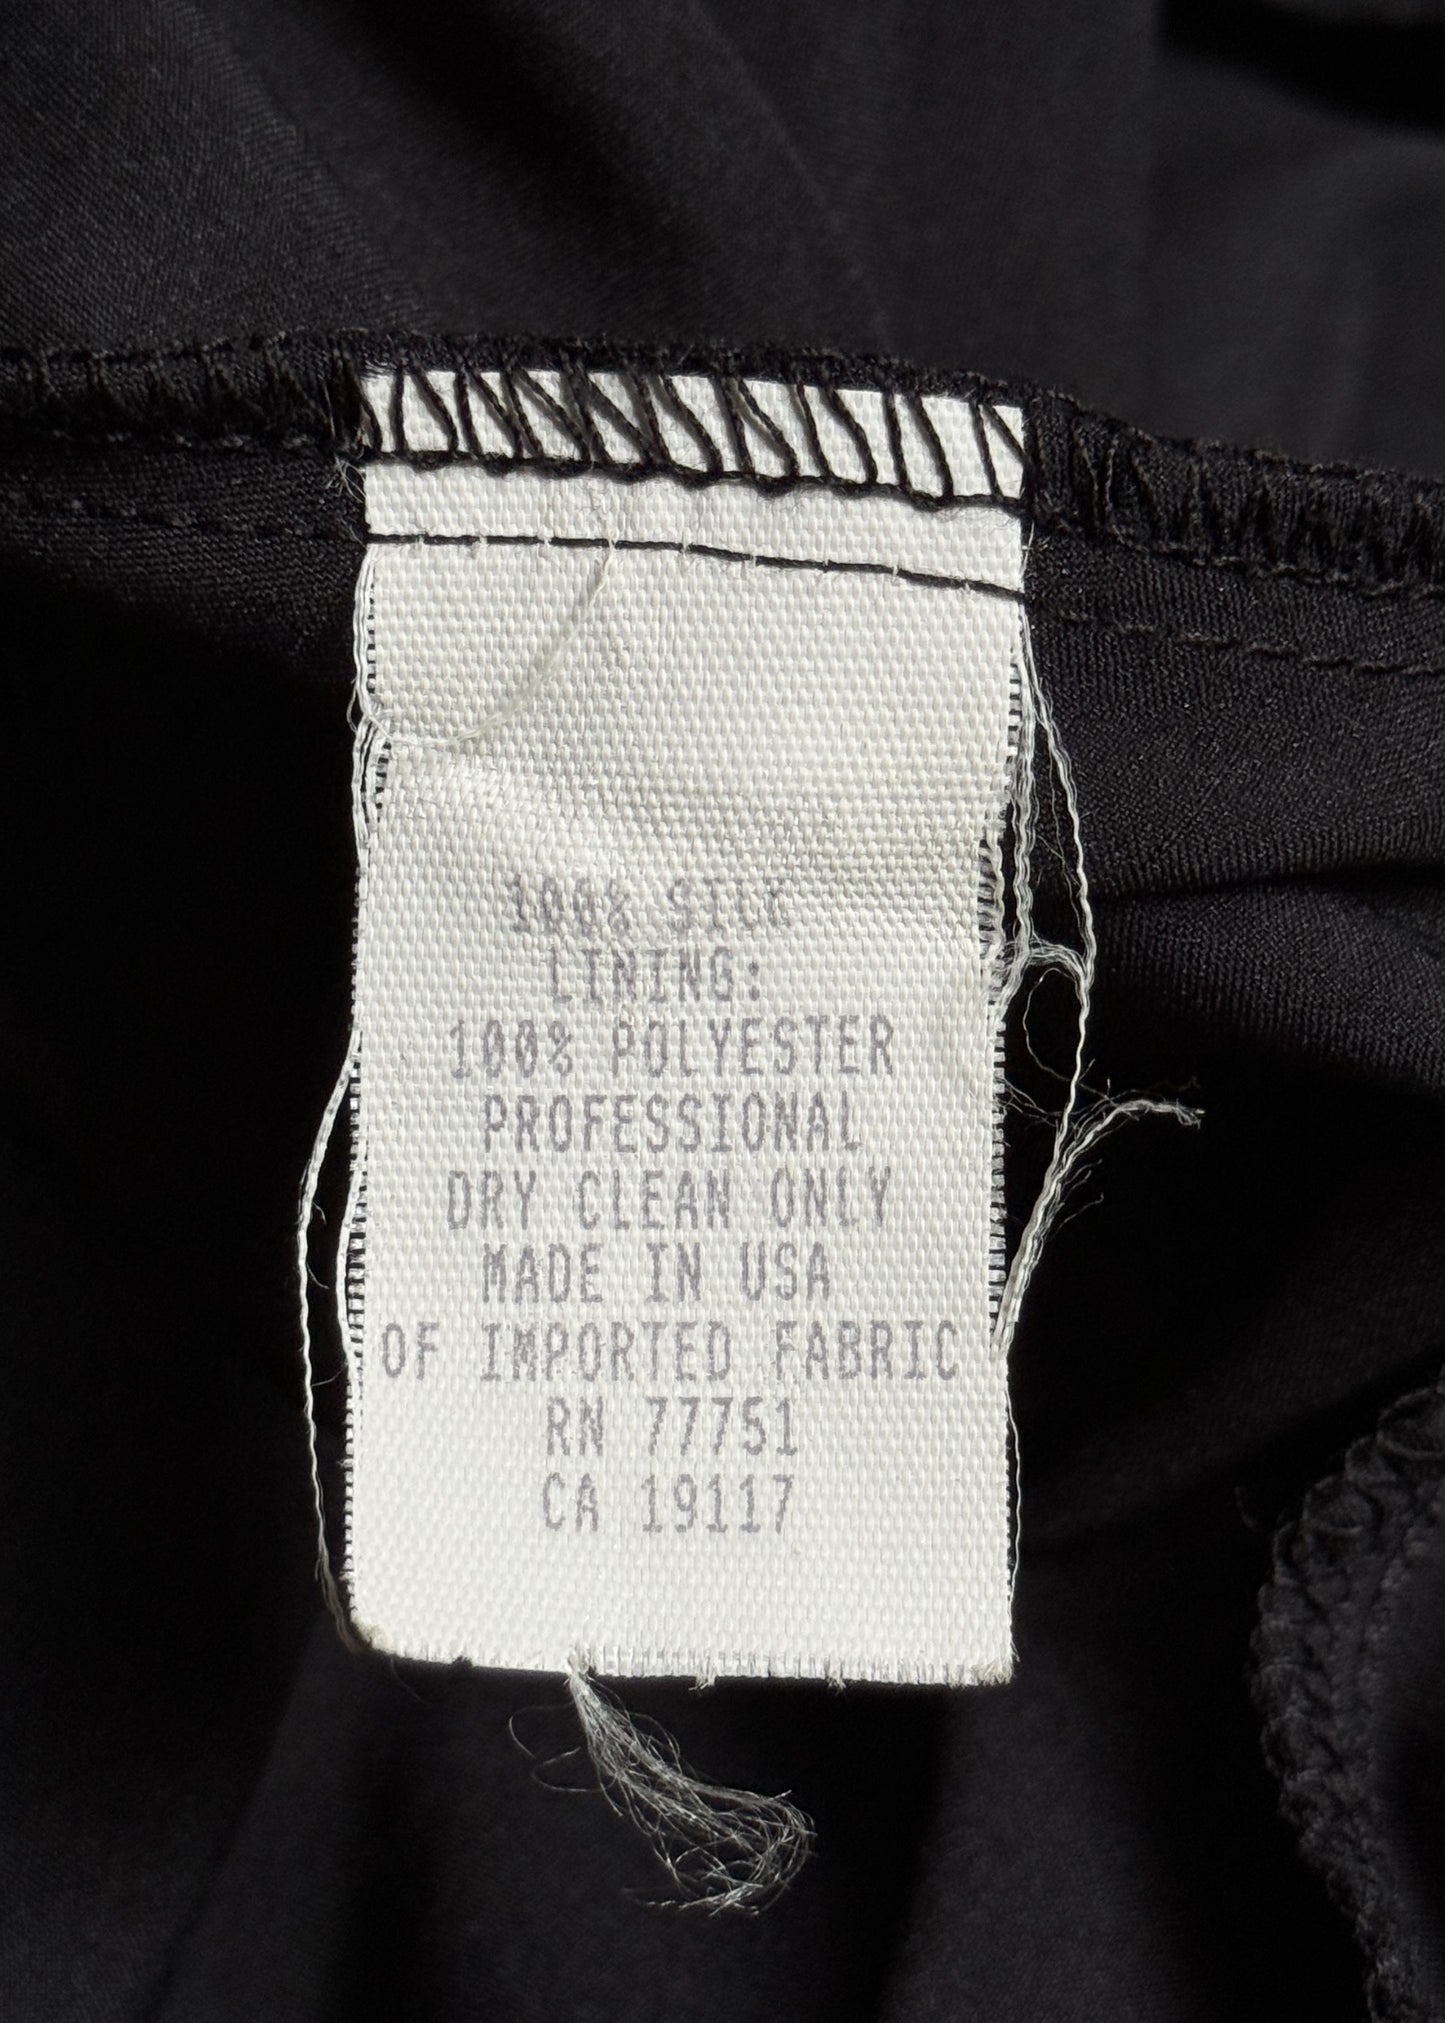 100% SILK
LINING:
100% POLYESTER
PROFESSIONAL
DRY CLEAN ONLY
MADE IN USA
OF IMPORTED FABRIC
RN 77751
CA 19117